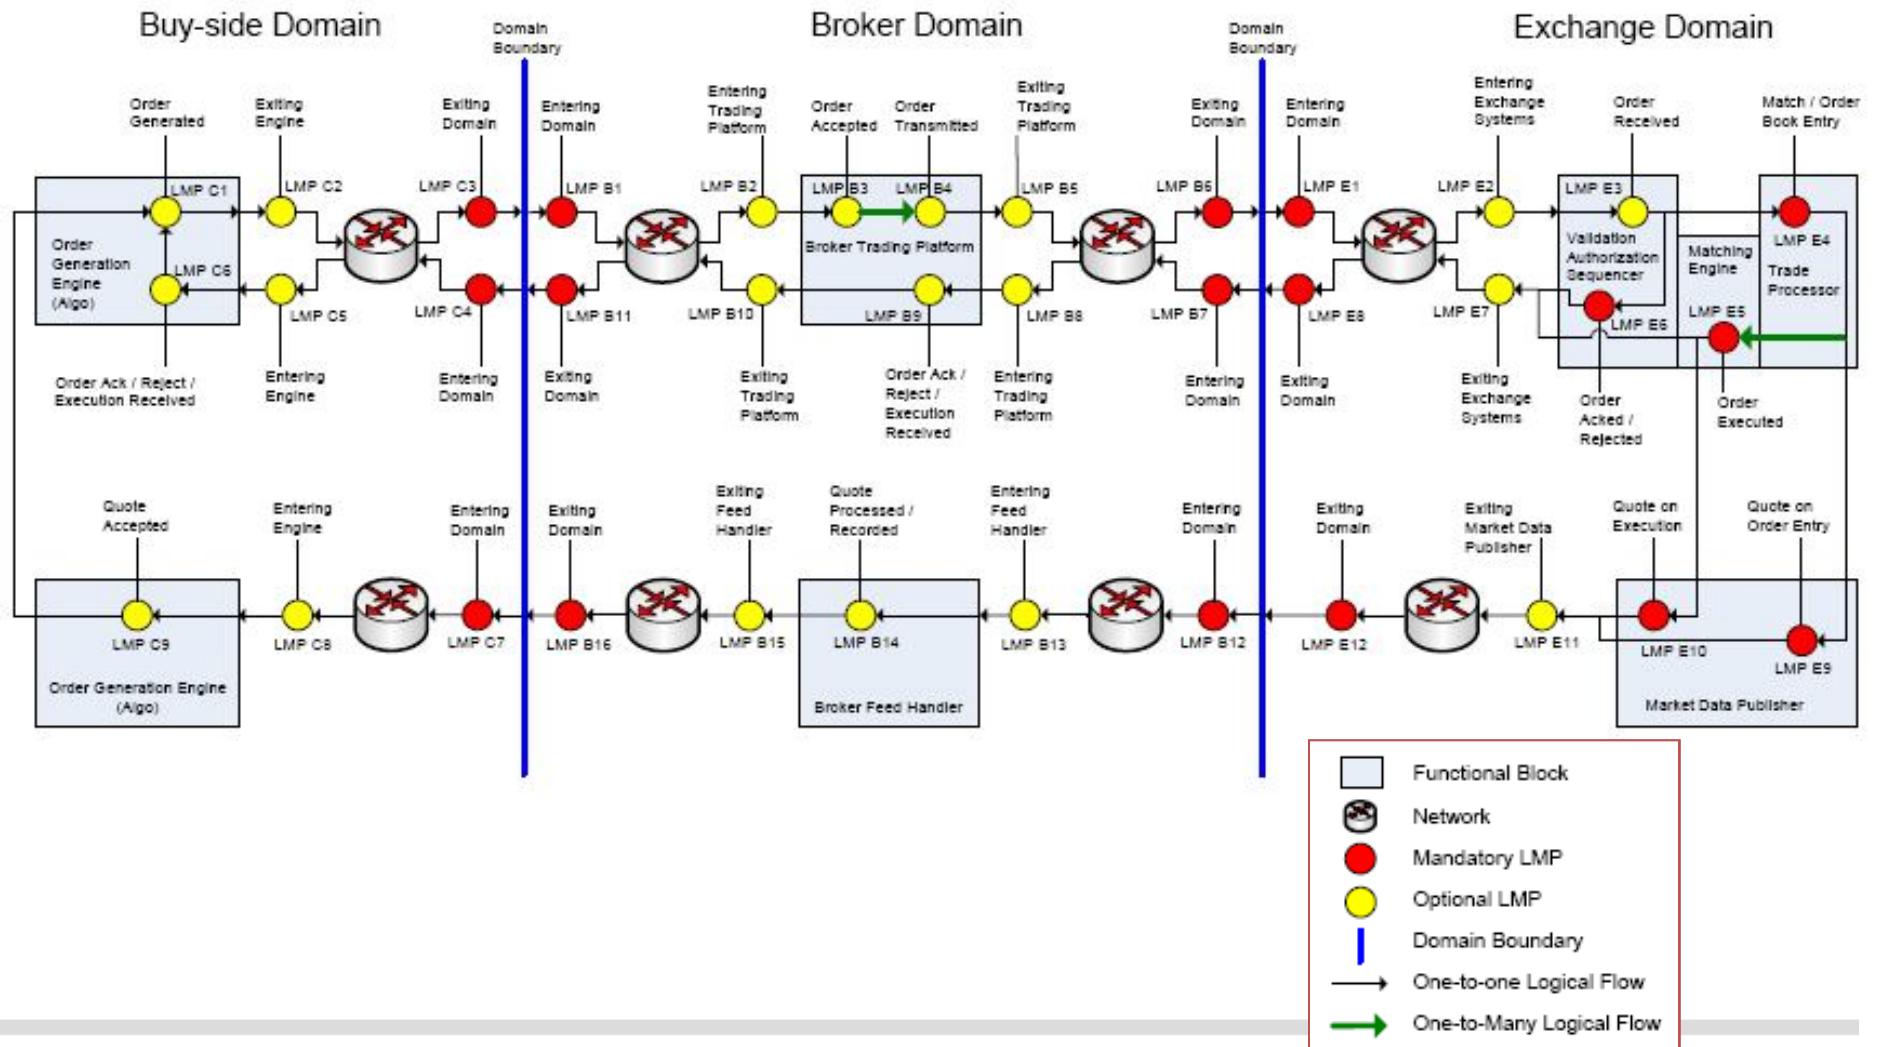 Buy-side Domain
Broker Domain
Exchange Domain
Domain
Boundary
Domain
Boundary
Order
Generated
Exiting
Engine
Exiting
Domain
Entering
Domain
Entering
Trading
Platform
Order
Accepted
Order
Transmitted
Exiting
Trading
Platform
Exiting
Domain
Entering
Domain
Entering
Exchange
Systems
Order
Received
Match / Order
Book Entry
LMP C1
LMP C2
LMP C3
LMP B1
LMP B2
LMP B3
LMP B4
LMP B5
LMP B6
LMP E1
LMP E2
LMP E3
LMP E4
Order
Generation
Engine
(Algo)
Broker Trading Platform
Validation
Authorization
Sequencer
Matching
Engine
Trade
Processor
LMP C6
LMP C5
LMP C4
LMP B11
LMP B10
LMP B9
LMP B8
LMP B7
LMP E8
LMP E7
LMP E6
LMP E5
Order Ack / Reject /
Execution Received
Entering
Engine
Entering
Domain
Exiting
Domain
Exiting
Trading
Platform
Order Ack /
Reject /
Execution
Received
Entering
Trading
Platform
Entering
Domain
Exiting
Domain
Exiting
Exchange
Systems
Order
Acked /
Rejected
Order
Executed
Quote
Accepted
Entering
Engine
Entering
Domain
Exiting
Domain
Exiting
Feed
Handler
Quote
Processed /
Recorded
Entering
Feed
Handler
Entering
Domain
Exiting
Domain
Exiting
Market Data
Publisher
Quote on
Execution
Quote on
Order Entry
LMP C9
LMP C8
LMP C7
LMP B16
LMP B15
LMP B14
LMP B13
LMP B12
LMP E12
LMP E11
LMP E10
LMP E9
Order Generation Engine
(Algo)
Broker Feed Handler
Market Data Publisher
Functional Block
Network
Mandatory LMP
Optional LMP
Domain Boundary
One-to-one Logical Flow
One-to-Many Logical Flow